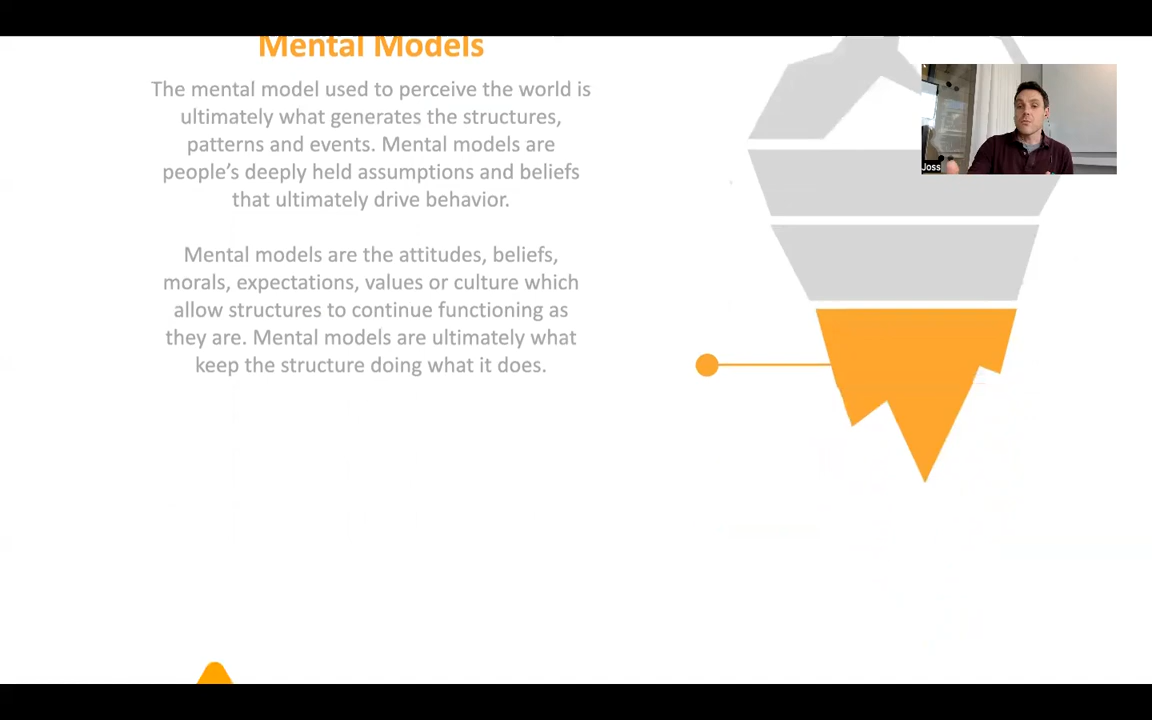 Mental Models
The mental model used to perceive the world is
ultimately what generates the structures,
patterns and events. Mental models are
people’s deeply held assumptions and beliefs
that ultimately drive behavior.
Mental models are the attitudes, beliefs,
morals, expectations, values or culture which
allow structures to continue functioning as
they are. Mental models are ultimately what
keep the structure doing what it does.
Joss